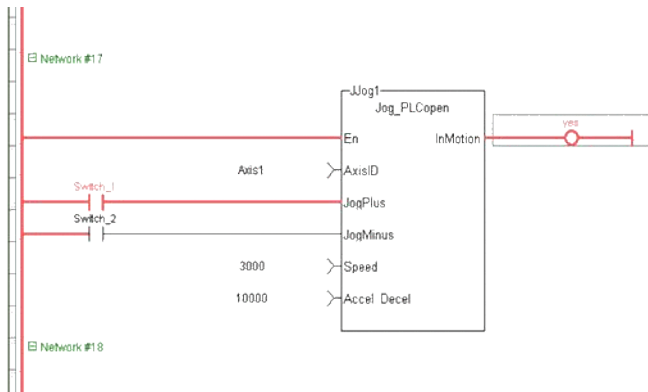 Network #17
JJog1
Jog_PLCopen
yes
En InMotion
Axis1 AxisID
Switch_1
JogPlus
Switch_2
JogMinus
3000 Speed
10000 Accel_Decel
Network #18